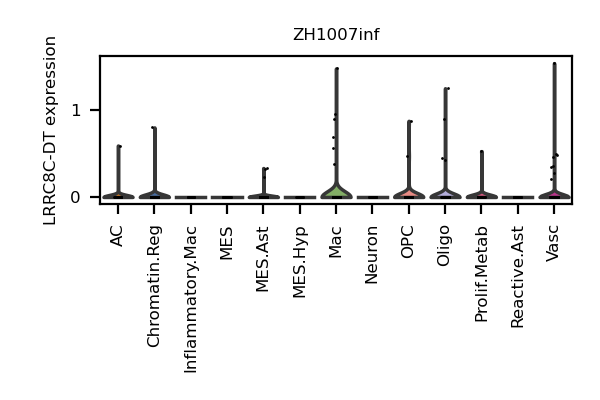 ZH1007inf
LRRC8C-DT expression
1
0
AC
Chromatin.Reg
Inflammatory.Mac
MES
MES.Ast
MES.Hyp
Mac
Neuron
OPC
Oligo
Prolif.Metab
Reactive.Ast
Vasc